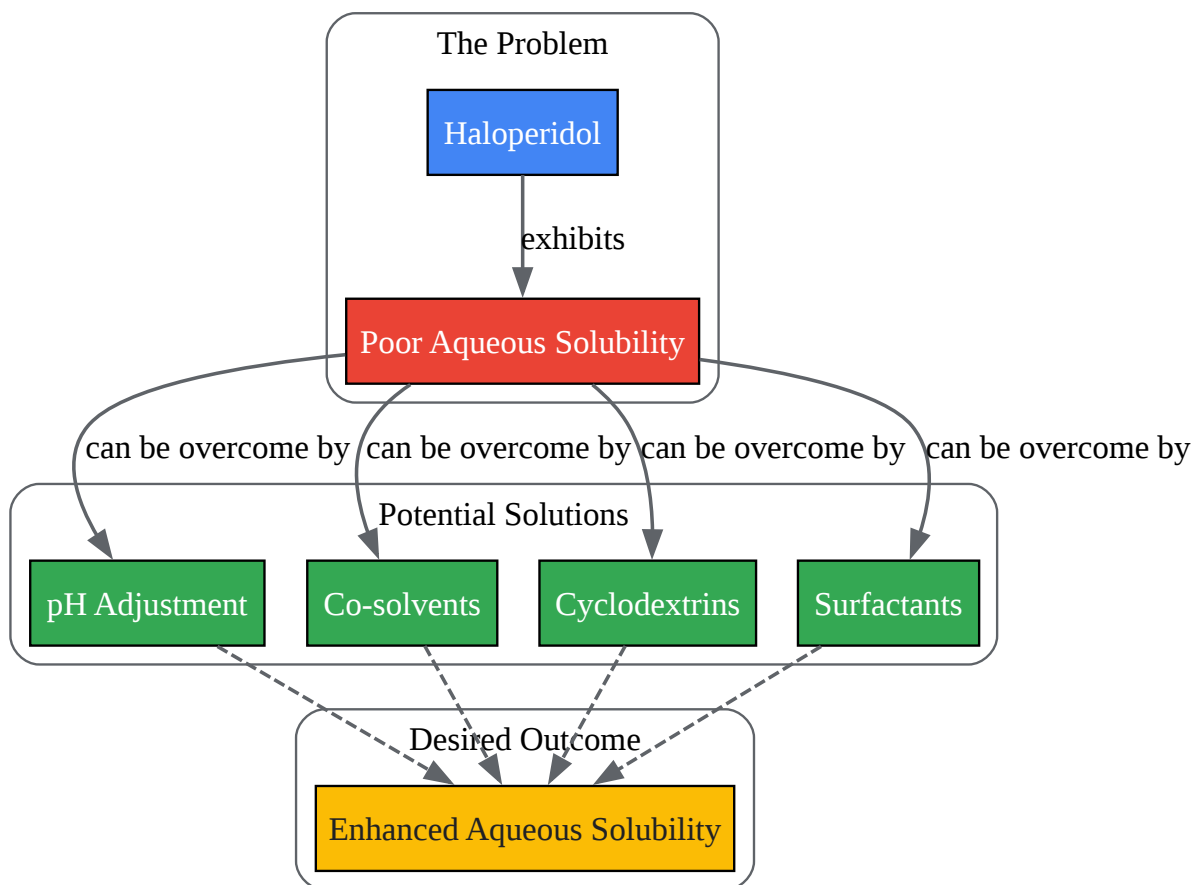 The Problem
Haloperidol
exhibits
Poor Aqueous Solubility
can be overcome by can be overcome by can be overcome by can be overcome by
Potential Solutions
pH Adjustment Co-solvents Cyclodextrins Surfactants
Desired Outcome
Enhanced Aqueous Solubility